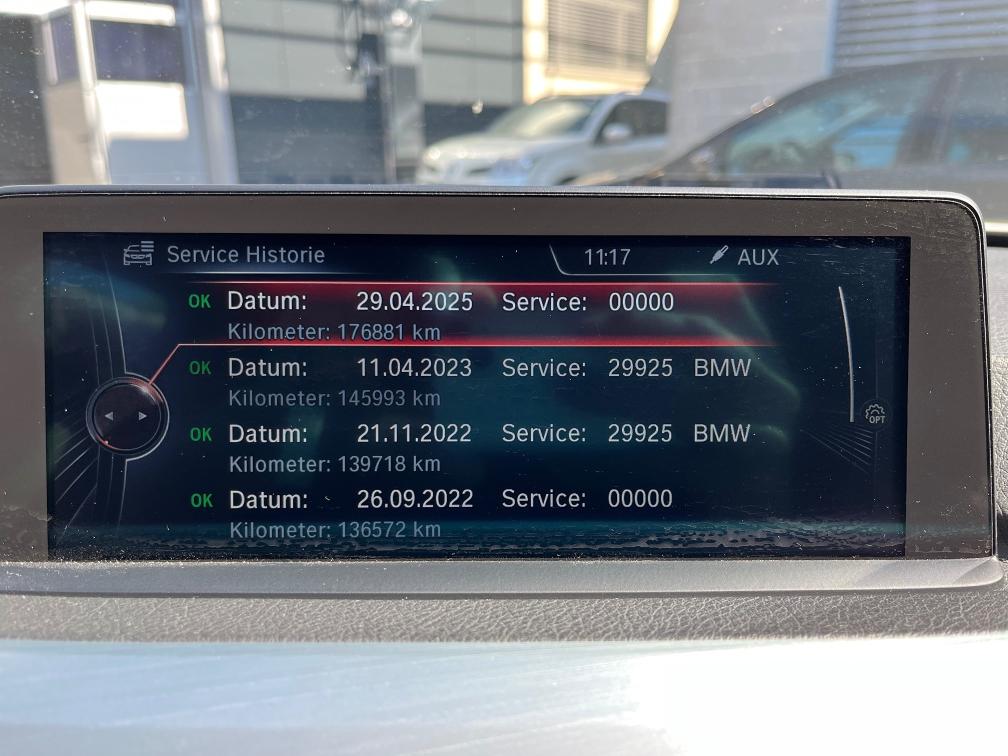 Service Historie 11:17 AUX
OK Datum: 29.04.2025 Service: 00000
Kilometer: 176881 km
OK Datum: 11.04.2023 Service: 29925 BMW
Kilometer: 145993 km
OK Datum: 21.11.2022 Service: 29925 BMW
Kilometer: 139718 km
OPT
OK Datum: 26.09.2022 Service: 00000
Kilometer: 136572 km